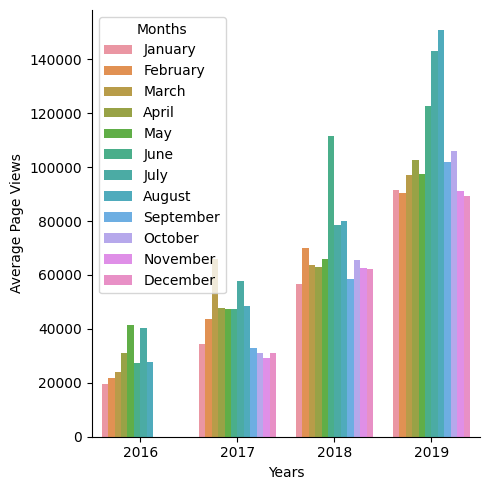 Months
January
February
March
April
May
June
July
August
September
October
November
December
Average Page Views
140000
120000
100000
80000
60000
40000
20000
0
2016 2017 2018 2019
Years